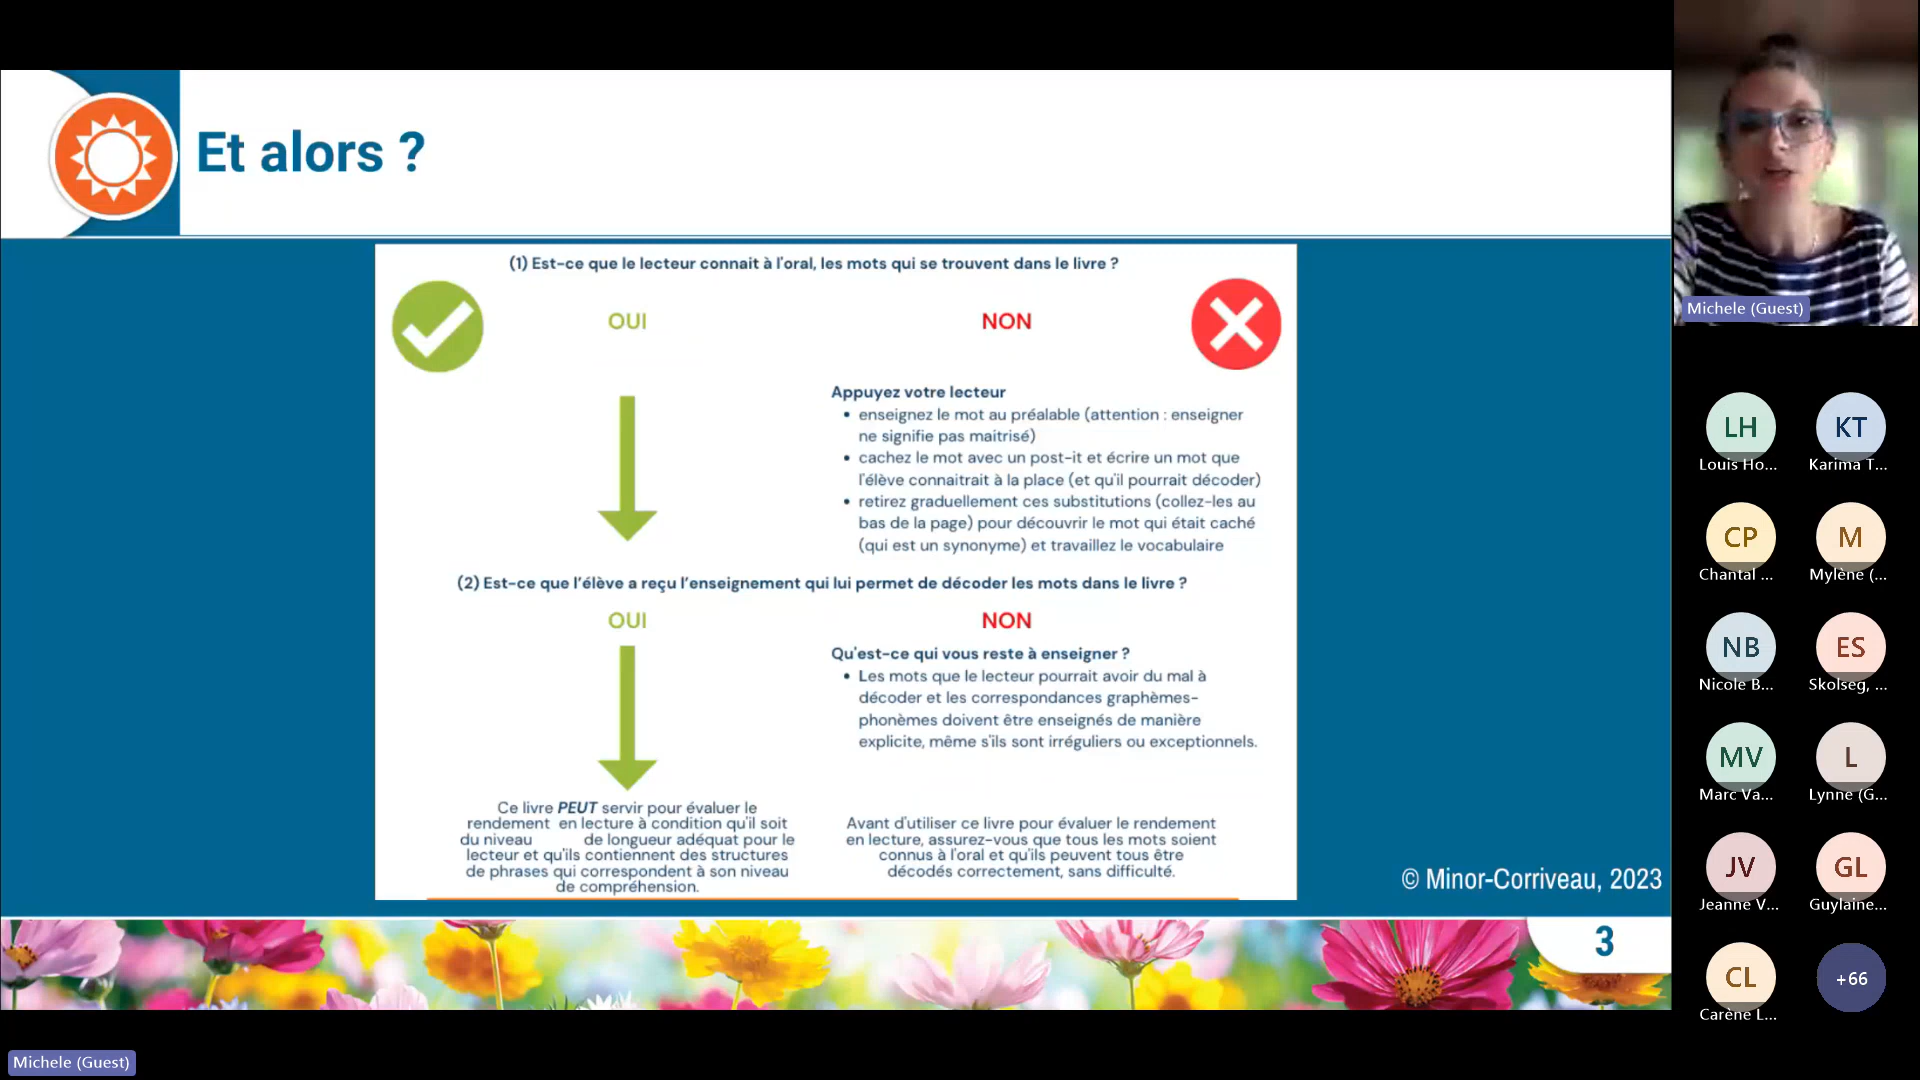 Et alors ?
(1) Est-ce que le lecteur connait à l'oral, les mots qui se trouvent dans le livre ?
OUI
NON
Appuyez votre lecteur
• enseignez le mot au préalable (attention : enseigner
ne signifie pas maitrisé)
• cachez le mot avec un post-it et écrire un mot que
l'élève connaitrait à la place (et qu'il pourrait décoder)
• retirez graduellement ces substitutions (collez-les au
bas de la page) pour découvrir le mot qui était caché
(qui est un synonyme) et travaillez le vocabulaire
(2) Est-ce que l'élève a reçu l'enseignement qui lui permet de décoder les mots dans le livre ?
OUI
NON
Qu'est-ce qui vous reste à enseigner ?
• Les mots que le lecteur pourrait avoir du mal à
décoder et les correspondances graphèmes-
phonèmes doivent être enseignés de manière
explicite, même s'ils sont irréguliers ou exceptionnels.
Ce livre PEUT servir pour évaluer le
rendement en lecture à condition qu'il soit
du niveau de longueur adéquat pour le
lecteur et qu'ils contiennent des structures
de phrases qui correspondent à son niveau
de compréhension.
Avant d'utiliser ce livre pour évaluer le rendement
en lecture, assurez-vous que tous les mots soient
connus à l'oral et qu'ils peuvent tous être
décodés correctement, sans difficulté.
© Minor-Corriveau, 2023
3
Michele (Guest)
Michele (Guest)
LH
Louis Ho...
KT
Karima T...
CP
Chantal ...
M
Mylène (...
NB
Nicole B...
ES
Skolseg, ...
MV
Marc Va...
L
Lynne (G...
JV
Jeanne V...
GL
Guylaine...
CL
Carène L...
+66